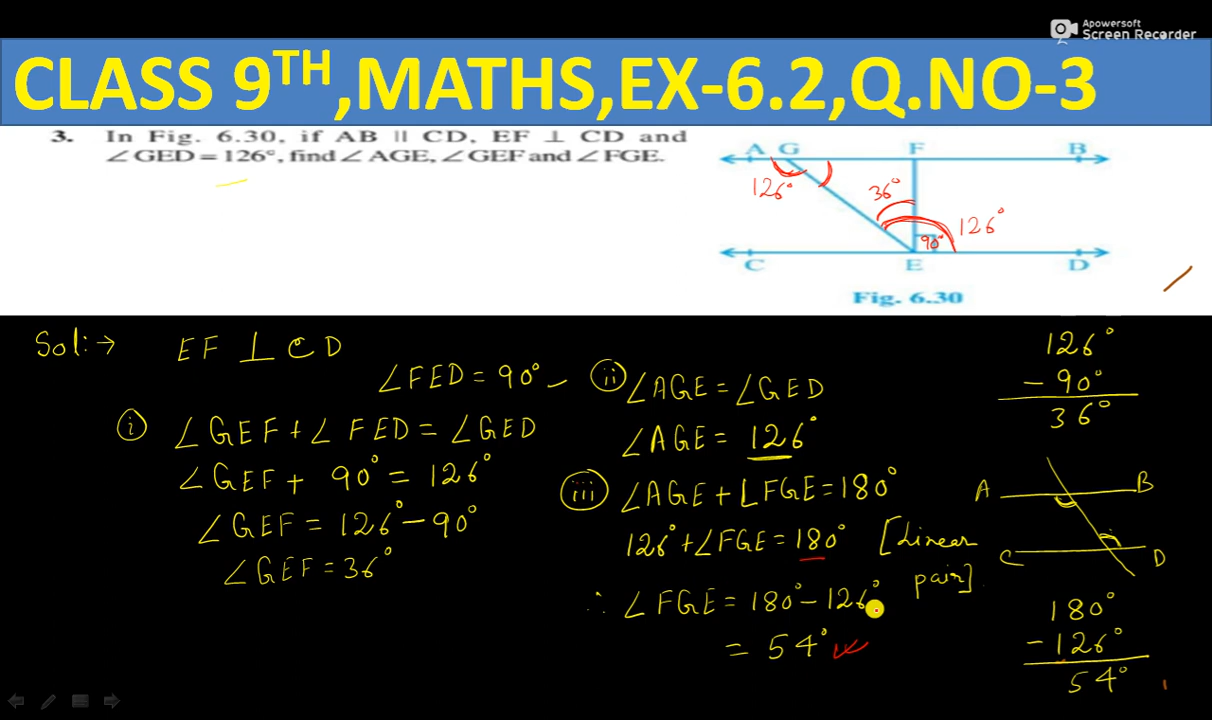 Apowersoft
Screen Recorder
CLASS 9TH,MATHS,EX-6.2,Q.NO-3
3. In Fig. 6.30, if AB || CD, EF ⊥ CD and
∠GED = 126°, find ∠AGE, ∠GEF and ∠FGE.
A G F B
126° 36° 126°
90°
C E D
Fig. 6.30
Sol:→ EF ⊥ CD
∠FED = 90°
(i) ∠GEF + ∠FED = ∠GED
∠GEF + 90° = 126°
∠GEF = 126° − 90°
∠GEF = 36°
(ii) ∠AGE = ∠GED
∠AGE = 126°
(iii) ∠AGE + ∠FGE = 180°
126° + ∠FGE = 180° [Linear
pair]
∴ ∠FGE = 180° − 126°
= 54°
126°
− 90°
36°
A B
C D
180°
− 126°
54°